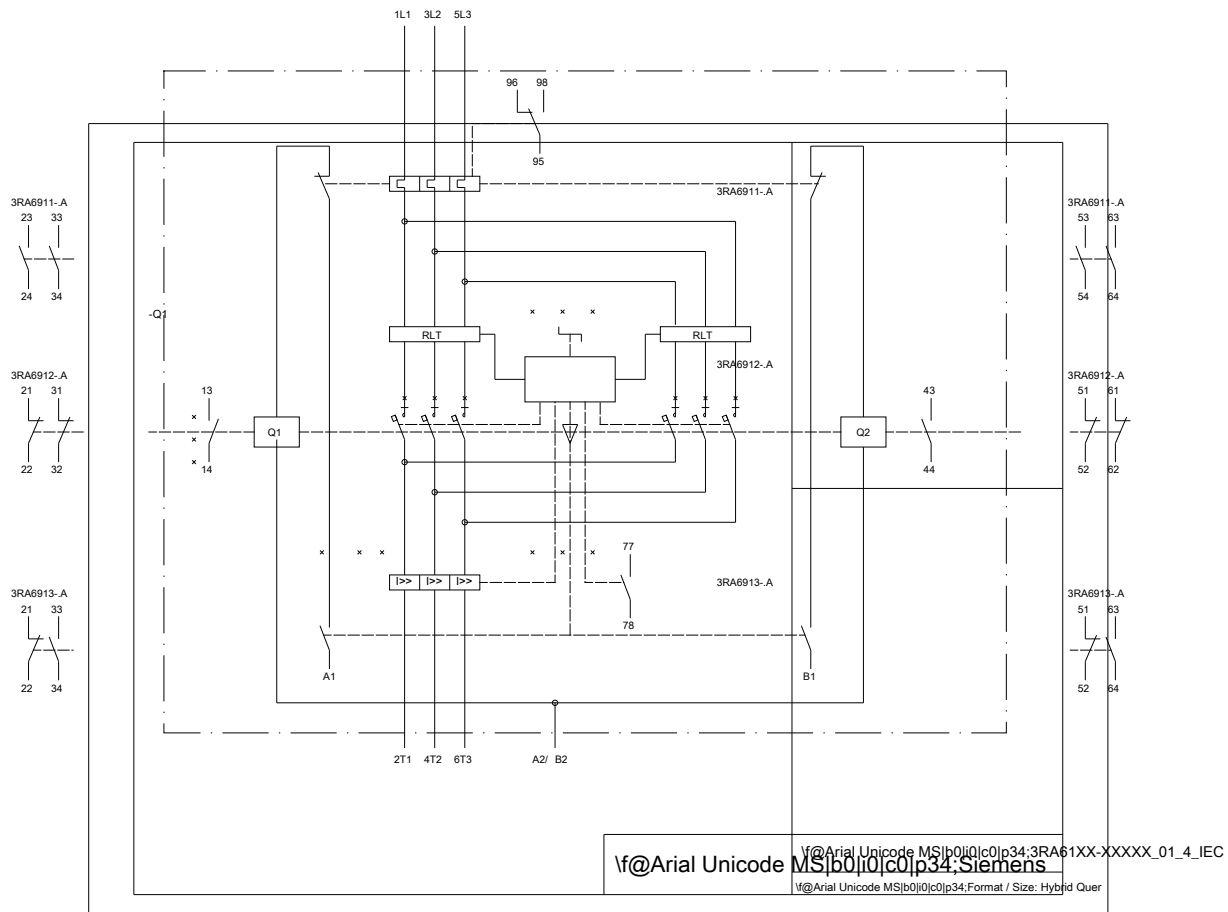 1L1 3L2 5L3
96 98
95
3RA6911-.A
3RA6911-.A
3RA6911-.A
23 33
53 63
24 34
54 64
-Q1
RLT
RLT
3RA6912-.A
3RA6912-.A
3RA6912-.A
21 31
13
43
51 61
Q1
Q2
22 32
14
44
52 62
77
3RA6913-.A
3RA6913-.A
3RA6913-.A
I>> I>> I>>
21 33
51 63
78
A1
B1
22 34
52 64
2T1 4T2 6T3 A2/ B2
\f@Arial Unicode MS|b0|i0|c0|p34;3RA61XX-XXXXX_01_4_IEC
\f@Arial Unicode MS|b0|i0|c0|p34;Siemens
\f@Arial Unicode MS|b0|i0|c0|p34;Format / Size: Hybrid Quer